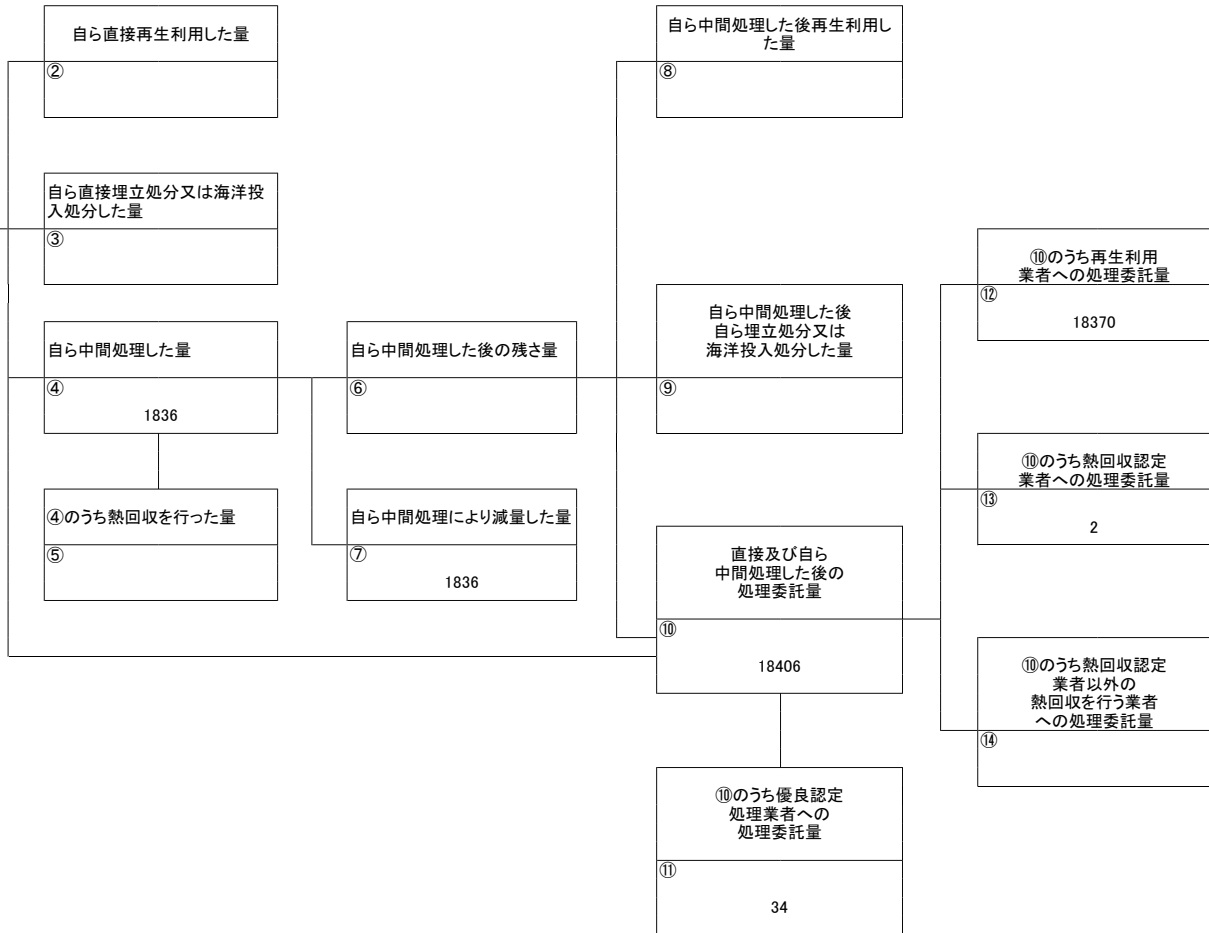 自ら直接再生利用した量
②
自ら直接埋立処分又は海洋投
入処分した量
③
自ら中間処理した量
④
1836
④のうち熱回収を行った量
⑤
自ら中間処理した後の残さ量
⑥
自ら中間処理により減量した量
⑦
1836
自ら中間処理した後再生利用し
た量
⑧
自ら中間処理した後
自ら埋立処分又は
海洋投入処分した量
⑨
直接及び自ら
中間処理した後の
処理委託量
⑩
18406
⑩のうち優良認定
処理業者への
処理委託量
⑪
34
⑩のうち再生利用
業者への処理委託量
⑫
18370
⑩のうち熱回収認定
業者への処理委託量
⑬
2
⑩のうち熱回収認定
業者以外の
熱回収を行う業者
への処理委託量
⑭